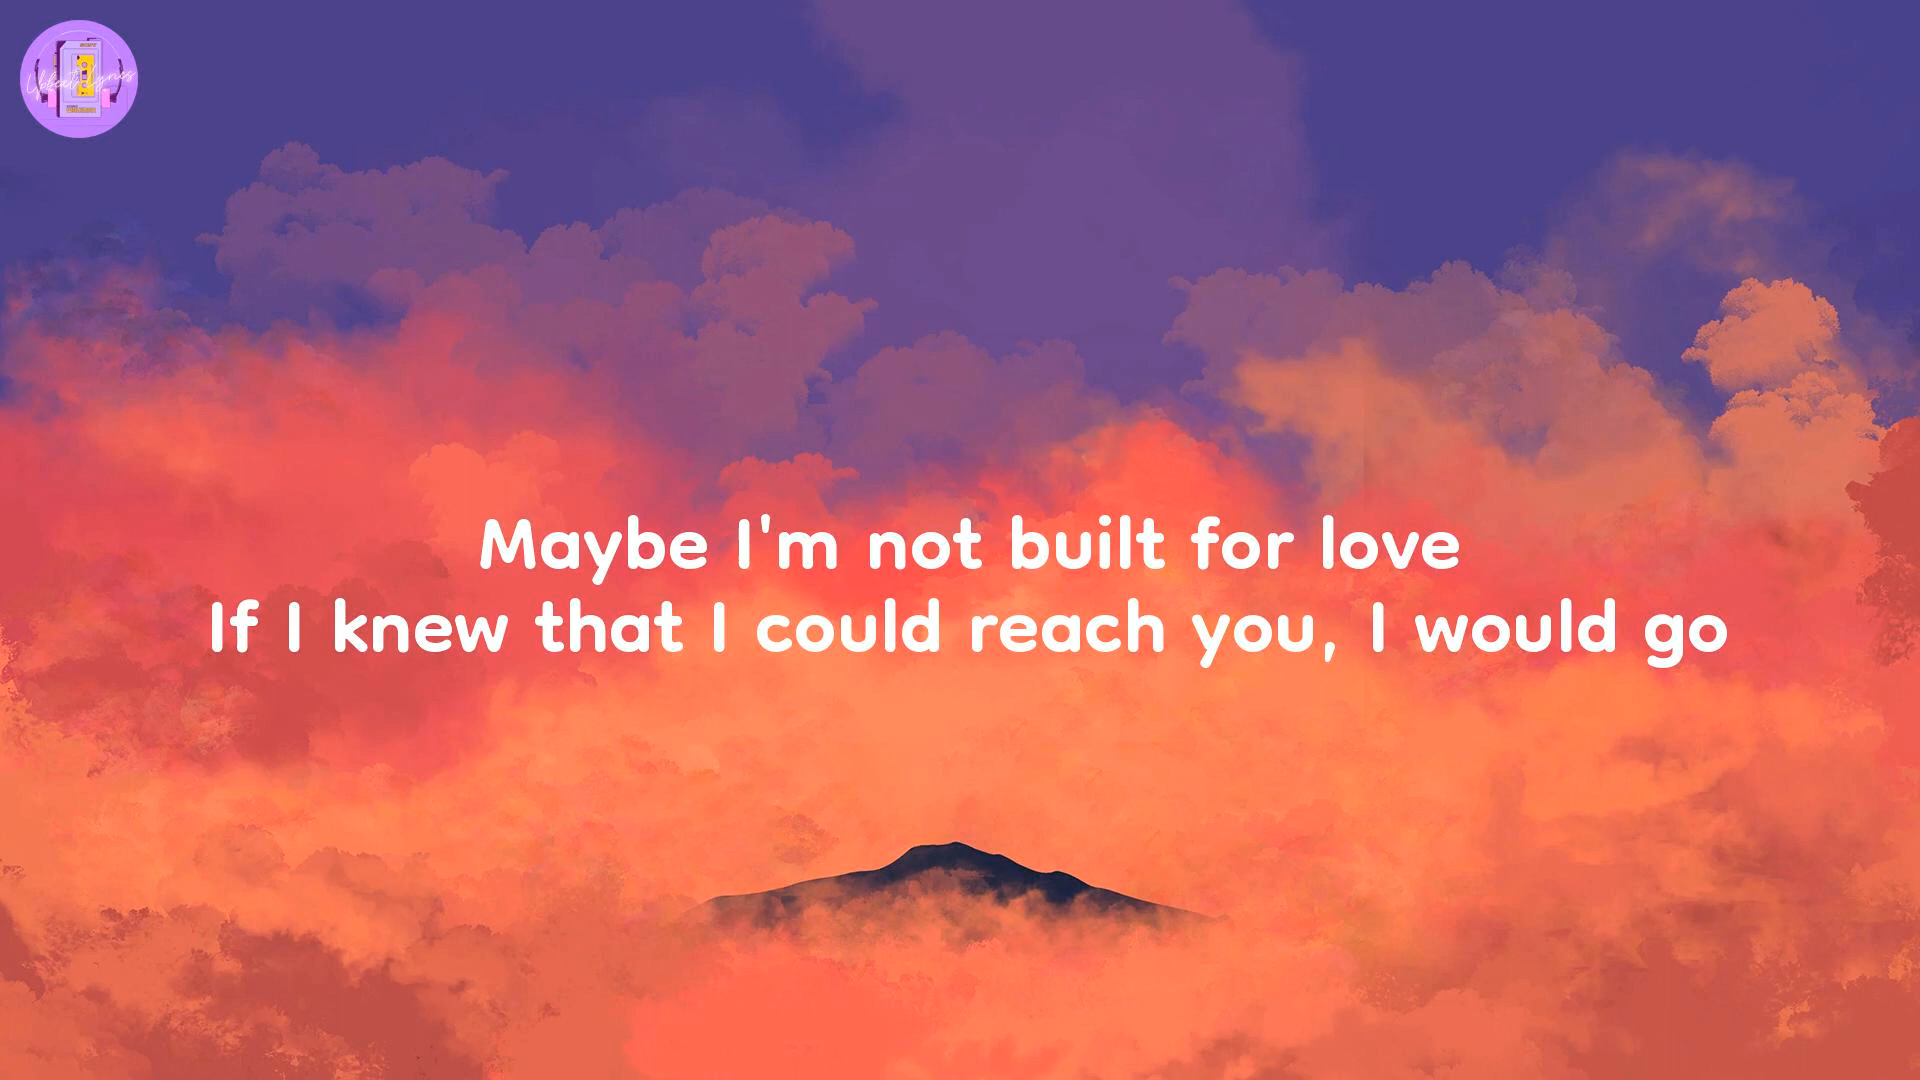 Maybe I'm not built for love
If I knew that I could reach you, I would go